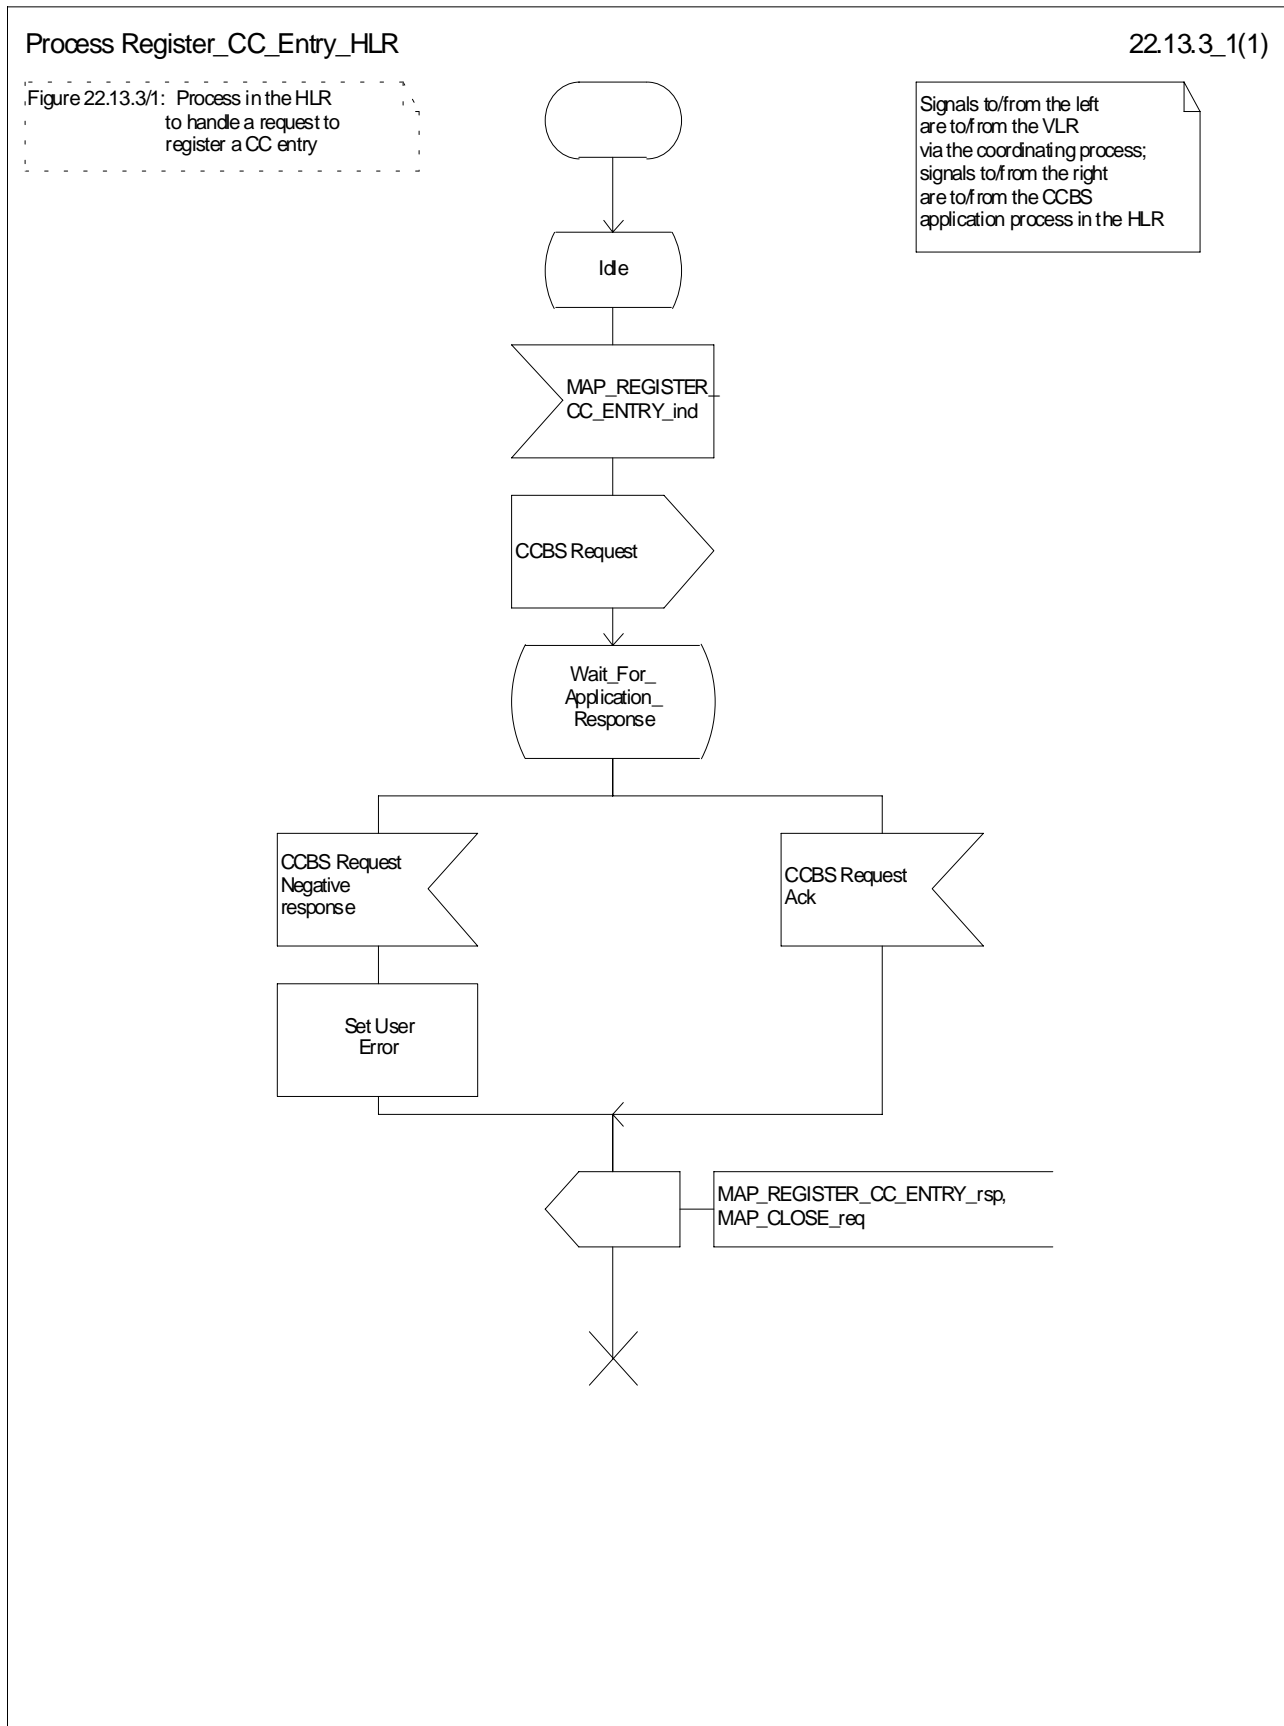 Process Register_CC_Entry_HLR
22.13.3_1(1)
Figure 22.13.3/1: Process in the HLR
to handle a request to
register a CC entry
Signals to/from the left
are to/from the VLR
via the coordinating process;
signals to/from the right
are to/from the CCBS
application process in the HLR
Idle
MAP_REGISTER_
CC_ENTRY_ind
CCBS Request
Wait_For_
Application_
Response
CCBS Request
Negative
response
CCBS Request
Ack
Set User
Error
MAP_REGISTER_CC_ENTRY_rsp,
MAP_CLOSE_req